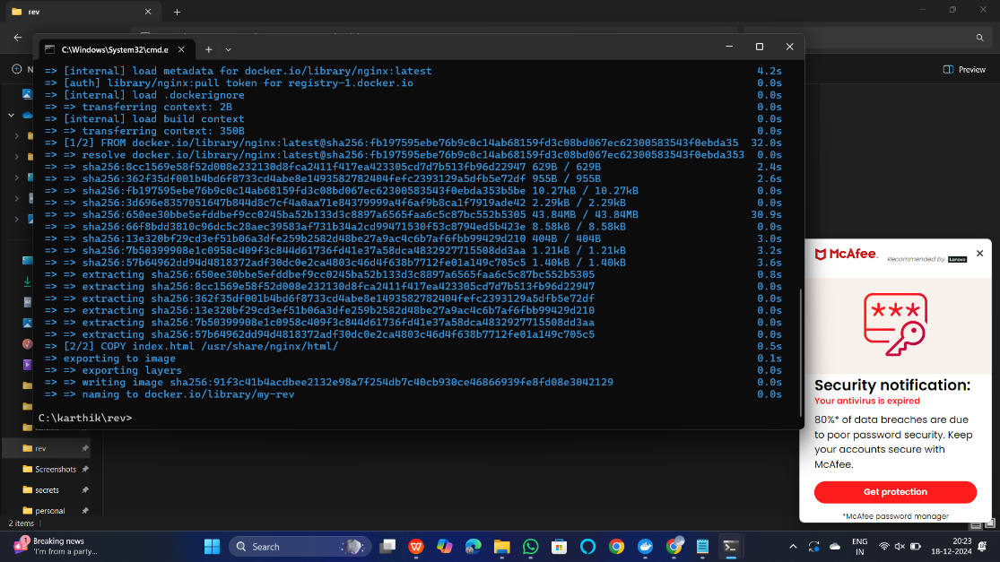 rev
C:\Windows\System32\cmd.e
N
Preview
=> [internal] load metadata for docker.io/library/nginx:latest 4.2s
=> [auth] library/nginx:pull token for registry-1.docker.io 0.0s
=> [internal] load .dockerignore 0.0s
=> => transferring context: 2B 0.0s
=> [internal] load build context 0.0s
=> => transferring context: 350B 0.0s
=> [1/2] FROM docker.io/library/nginx:latest@sha256:fb197595ebe76b9c0c14ab68159fd3c08bd067ec62300583543f0ebda35 32.0s
=> => resolve docker.io/library/nginx:latest@sha256:fb197595ebe76b9c0c14ab68159fd3c08bd067ec62300583543f0ebda353 0.0s
=> => sha256:8cc1569e58f52d008e232130d8fca2411f417ea423305cd7d7b513fb96d22947 629B / 629B 2.4s
=> => sha256:362f35df001b4bd6f8733cd4abe8e1493582782404fefc2393129a5dfb5e72df 955B / 955B 2.6s
=> => sha256:fb197595ebe76b9c0c14ab68159fd3c08bd067ec62300583543f0ebda353b5be 10.27kB / 10.27kB 0.0s
=> => sha256:3d696e8357051647b844d8c7cf4a0aa71e84379999a4f6af9b8ca1f7919ade42 2.29kB / 2.29kB 0.0s
=> => sha256:650ee30bbe5efddbef9cc0245ba52b133d3c8897a6565faa6c5c87bc552b5305 43.84MB / 43.84MB 30.9s
=> => sha256:66f8bdd3810c96dc5c28aec39583af731b34a2cd99471530f53c8794ed5b423e 8.58kB / 8.58kB 0.0s
=> => sha256:13e320bf29cd3ef51b06a3dfe259b2582d48be27a9ac4c6b7af6fbb99429d210 404B / 404B 3.0s
=> => sha256:7b50399908e1c0958c409f3c844d61736fd41e37a58dca4832927715508dd3aa 1.21kB / 1.21kB 3.2s
=> => sha256:57b64962dd94d4818372adf30dc0e2ca4803c46d4f638b7712fe01a149c705c5 1.40kB / 1.40kB 3.6s
=> => extracting sha256:650ee30bbe5efddbef9cc0245ba52b133d3c8897a6565faa6c5c87bc552b5305 0.8s
=> => extracting sha256:8cc1569e58f52d008e232130d8fca2411f417ea423305cd7d7b513fb96d22947 0.0s
=> => extracting sha256:362f35df001b4bd6f8733cd4abe8e1493582782404fefc2393129a5dfb5e72df 0.0s
=> => extracting sha256:13e320bf29cd3ef51b06a3dfe259b2582d48be27a9ac4c6b7af6fbb99429d210 0.0s
=> => extracting sha256:7b50399908e1c0958c409f3c844d61736fd41e37a58dca4832927715508dd3aa 0.0s
=> => extracting sha256:57b64962dd94d4818372adf30dc0e2ca4803c46d4f638b7712fe01a149c705c5 0.0s
=> [2/2] COPY index.html /usr/share/nginx/html/ 0.5s
=> exporting to image 0.1s
=> => exporting layers 0.0s
=> => writing image sha256:91f3c41b4acdbee2132e98a7f254db7c40cb930ce46866939fe8fd08e3042129 0.0s
=> => naming to docker.io/library/my-rev 0.0s
C:\karthik\rev>
rev
Screenshots
secrets
personal
2 items
McAfee
Recommended by Lenovo
Security notification:
Your antivirus is expired
80%* of data breaches are due
to poor password security. Keep
your accounts secure with
McAfee.
Get protection
*McAfee password manager
1
Breaking news
'I'm from a party...
Search
ENG
IN
20:23
18-12-2024